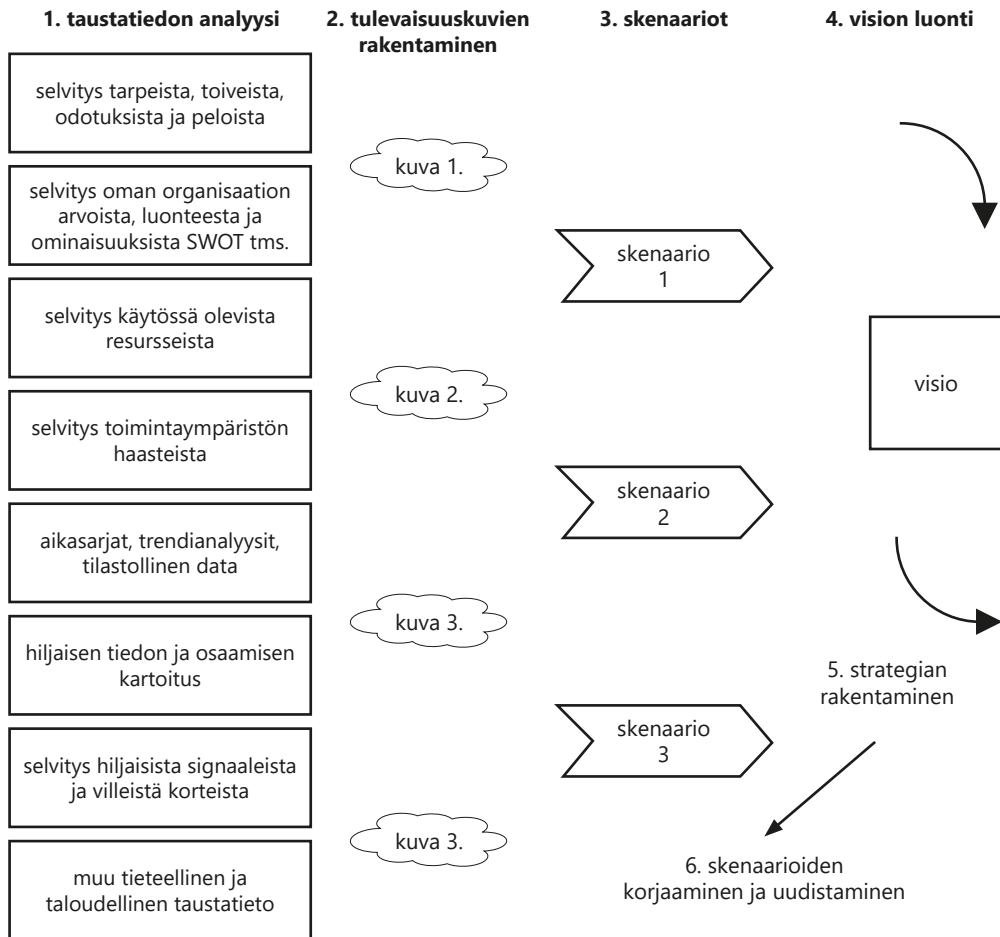 1. taustatiedon analyysi
selvitys tarpeista, toiveista,
odotuksista ja peloista
selvitys oman organisaation
arvoista, luonteesta ja
ominaisuuksista SWOT tms.
selvitys käytössä olevista
resursseista
selvitys toimintaympäristön
haasteista
aikasarjat, trendianalyysit,
tilastollinen data
hiljaisen tiedon ja osaamisen
kartoitus
selvitys hiljaisista signaaleista
ja villeistä korteista
muu tieteellinen ja
taloudellinen taustatieto
2. tulevaisuuskuvien
rakentaminen
kuva 1.
kuva 2.
kuva 3.
kuva 3.
3. skenaariot
skenaario
1
skenaario
2
skenaario
3
4. vision luonti
visio
5. strategian
rakentaminen
6. skenaarioiden
korjaaminen ja uudistaminen